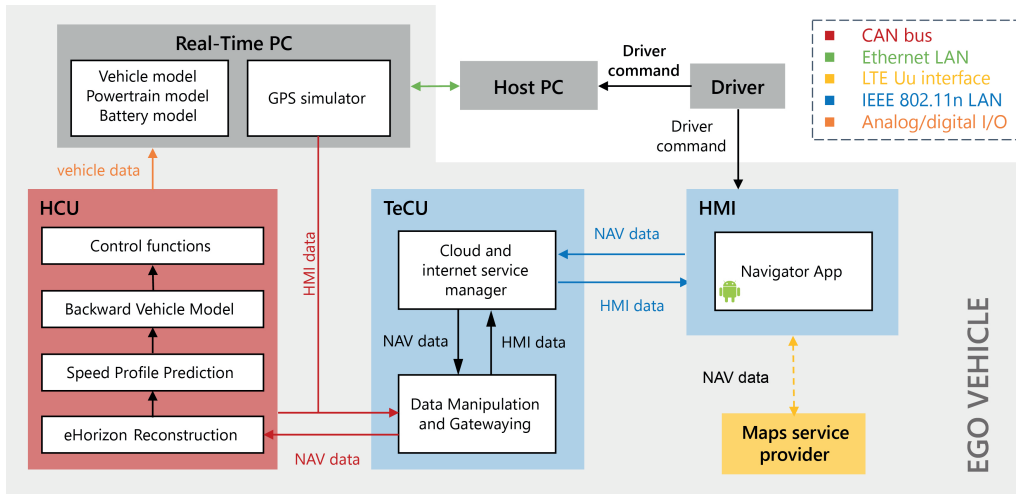 Real-Time PC
Vehicle model
Powertrain model
Battery model
GPS simulator
Host PC
Driver
command
Driver
Driver
command
CAN bus
Ethernet LAN
LTE Uu interface
IEEE 802.11n LAN
Analog/digital I/O
vehicle data
HCU
Control functions
Backward Vehicle Model
Speed Profile Prediction
eHorizon Reconstruction
HMI data
NAV data
TeCU
Cloud and
internet service
manager
NAV data
HMI data
Data Manipulation
and Gatewaying
NAV data
HMI data
HMI
Navigator App
NAV data
Maps service
provider
EGO VEHICLE